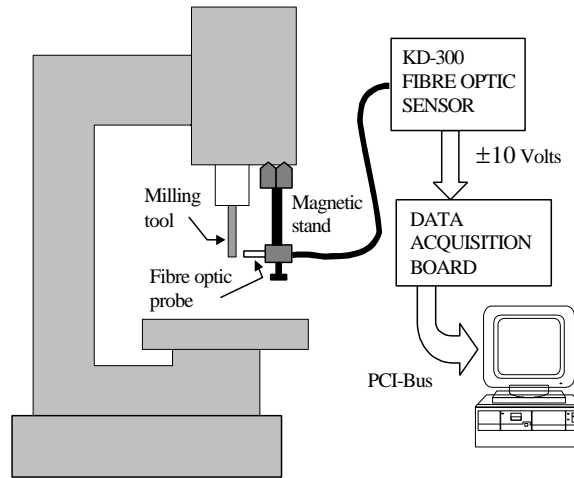 KD-300
FIBRE OPTIC
SENSOR
±10 Volts
Milling
tool
Magnetic
stand
DATA
ACQUISITION
BOARD
Fibre optic
probe
PCI-Bus